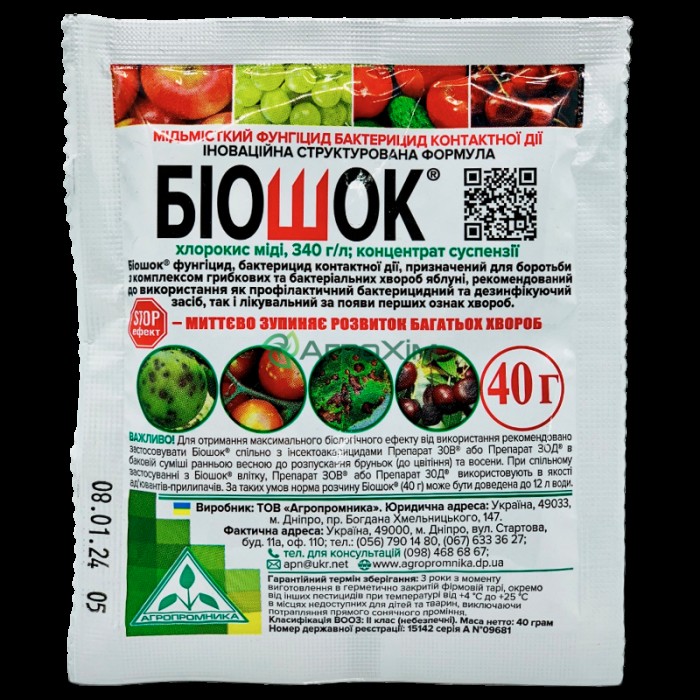 МІДЬМІСТКИЙ ФУНГІЦИД БАКТЕРИЦИД КОНТАКТНОЇ ДІЇ
ІНОВАЦІЙНА СТРУКТУРОВАНА ФОРМУЛА
БІОШОК®
хлорокис міді, 340 г/л; концентрат суспензії
Біошок® фунгіцид, бактерицид контактної дії, призначений для боротьби
з комплексом грибкових та бактеріальних хвороб яблуні, рекомендований
до використання як профілактичний бактерицидний та дезинфікуючий
засіб, так і лікувальний за появи перших ознак хвороб.
STOP
ефект
– МИТТЄВО ЗУПИНЯЄ РОЗВИТОК БАГАТЬОХ ХВОРОБ
АгроХім
40 г
ВАЖЛИВО! Для отримання максимального біологічного ефекту від використання рекомендовано
застосовувати Біошок® спільно з інсектоакалицидами Препарат 30В® або Препарат 30Д® в
баковій суміші ранньою весною до розпускання бруньок (до цвітіння) та восени. При спільному
застосуванні з Біошок® влітку, Препарат 30В® або Препарат 30Д® використовують в якості
ад'ювантів-прилипачів. За таких умов норма розчину Біошок® (40 г) може бути доведена до 12 л води.
Виробник: ТОВ «Агропромника». Юридична адреса: Україна, 49033,
м. Дніпро, пр. Богдана Хмельницького, 147.
Фактична адреса: Україна, 49000, м. Дніпро, вул. Стартова,
буд. 11а, оф. 110; тел.: (056) 790 14 80, (067) 633 36 27;
тел. для консультацій (098) 468 68 67;
apn@ukr.net www.agropromnika.dp.ua
Гарантійний термін зберігання: 3 роки з моменту
виготовлення в герметично закритій фірмовій тарі, окремо
від інших пестицидів при температурі від +4 °С до +25 °С
в місцях недоступних для дітей та тварин, виключаючи
потрапляння прямого сонячного проміння.
Класифікація ВООЗ: II клас (небезпечні). Маса нетто: 40 грам
Номер державної реєстрації: 15142 серія А №09681
АГРОПРОМНИКА
08.01.24 05